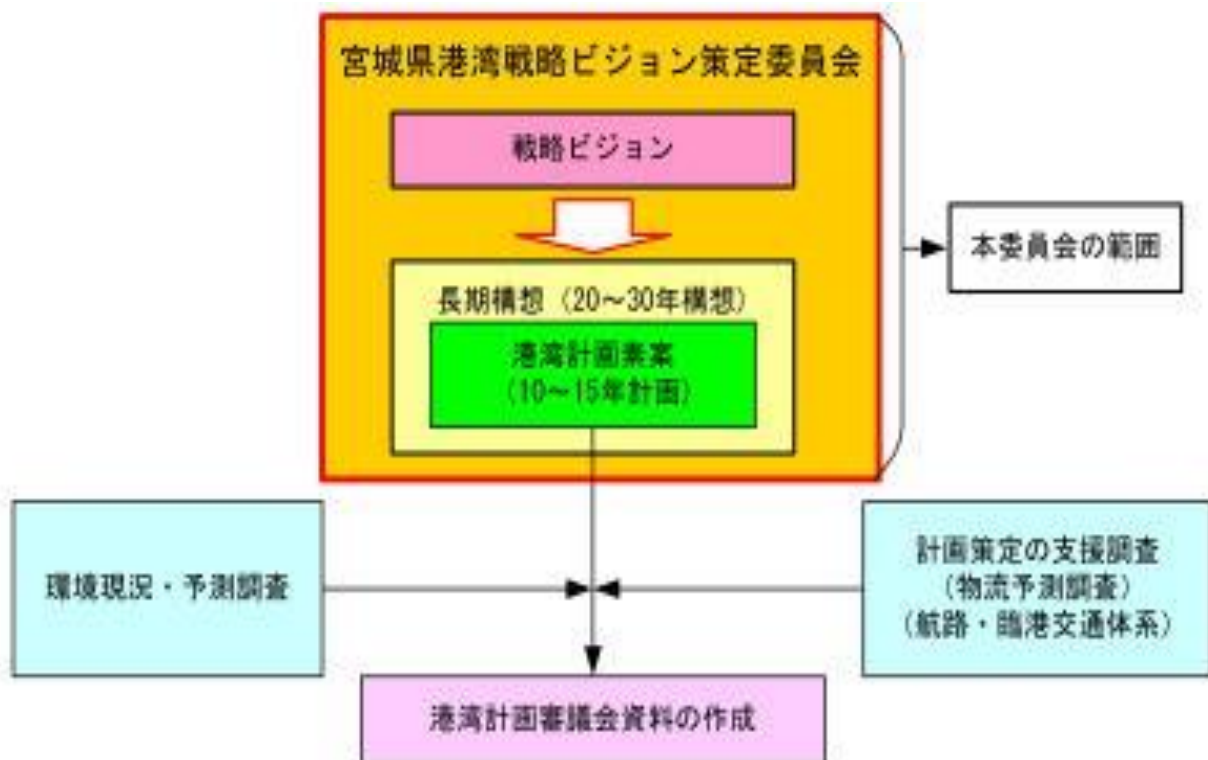 宮城県港湾戦略ビジョン策定委員会
戦略ビジョン
本委員会の範囲
長期構想（20～30年構想）
港湾計画素案
（10～15年計画）
環境現況・予測調査
計画策定の支援調査
（物流予測調査）
（航路・臨港交通体系）
港湾計画審議会資料の作成